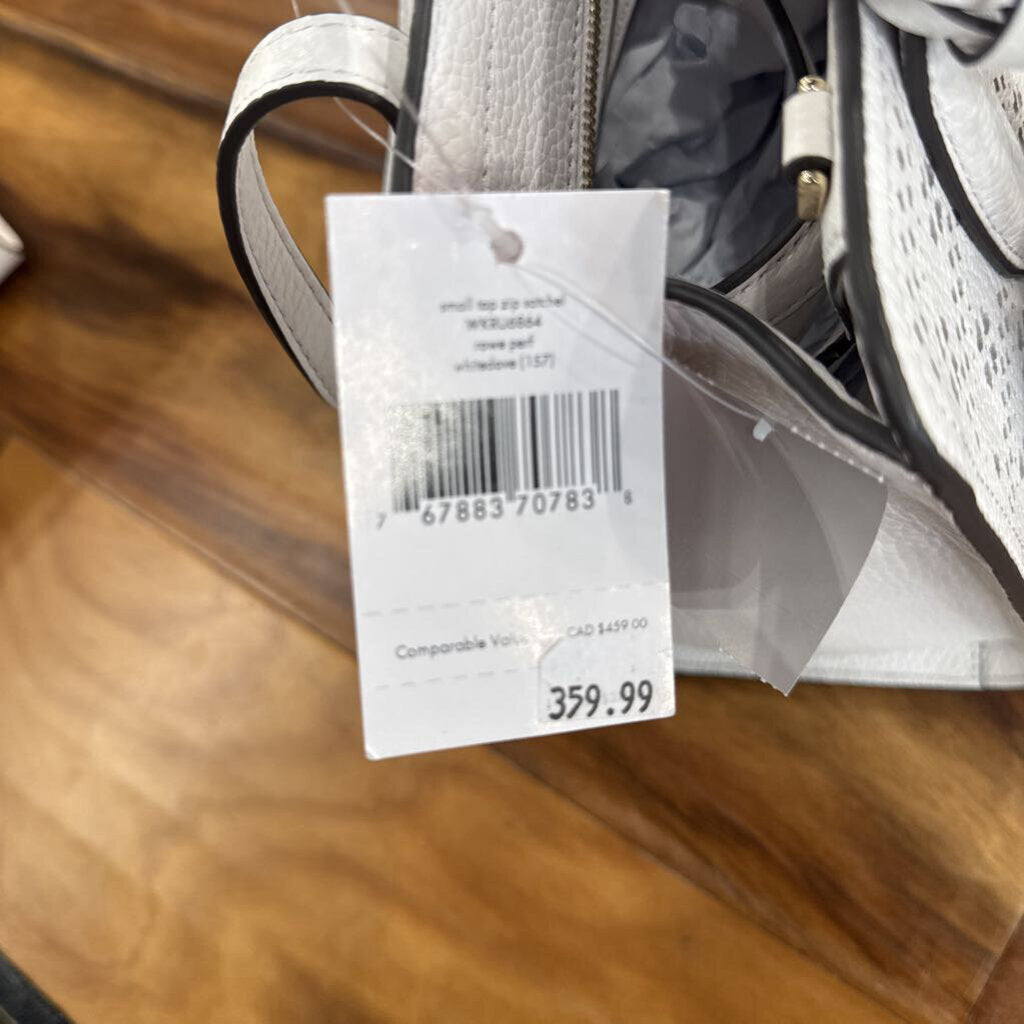 small top zip satchel
WKRU6864
rowe perf
whitedove (157)
7 67883 70783 8
Comparable Value
CAD $459.00
359.99